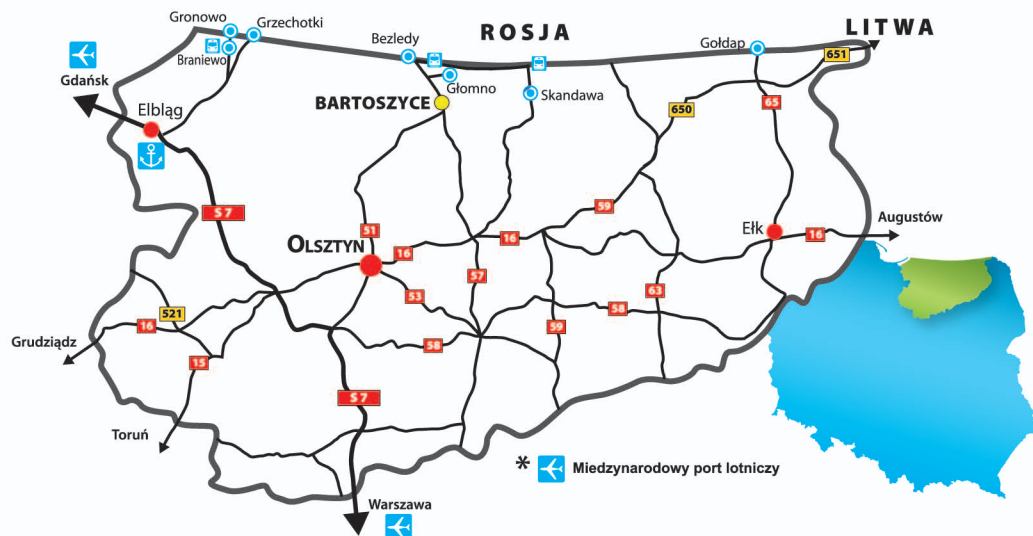 Gronowo
Grzechotki
Braniewo
Bezledy
Głomno
ROSJA
Skandawa
Gołdap
LITWA
651
Gdańsk
Elbląg
BARTOSZYCE
650
65
S 7
51
OLSZTYN
16
16
59
Ełk
16
Augustów
53
57
63
521
16
58
58
59
Grudziądz
15
S 7
Toruń
Warszawa
* Miedzynarodowy port lotniczy